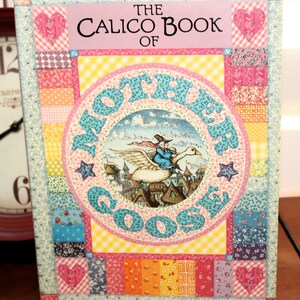 THE
CALICO BOOK
OF
MOTHER
GOOSE